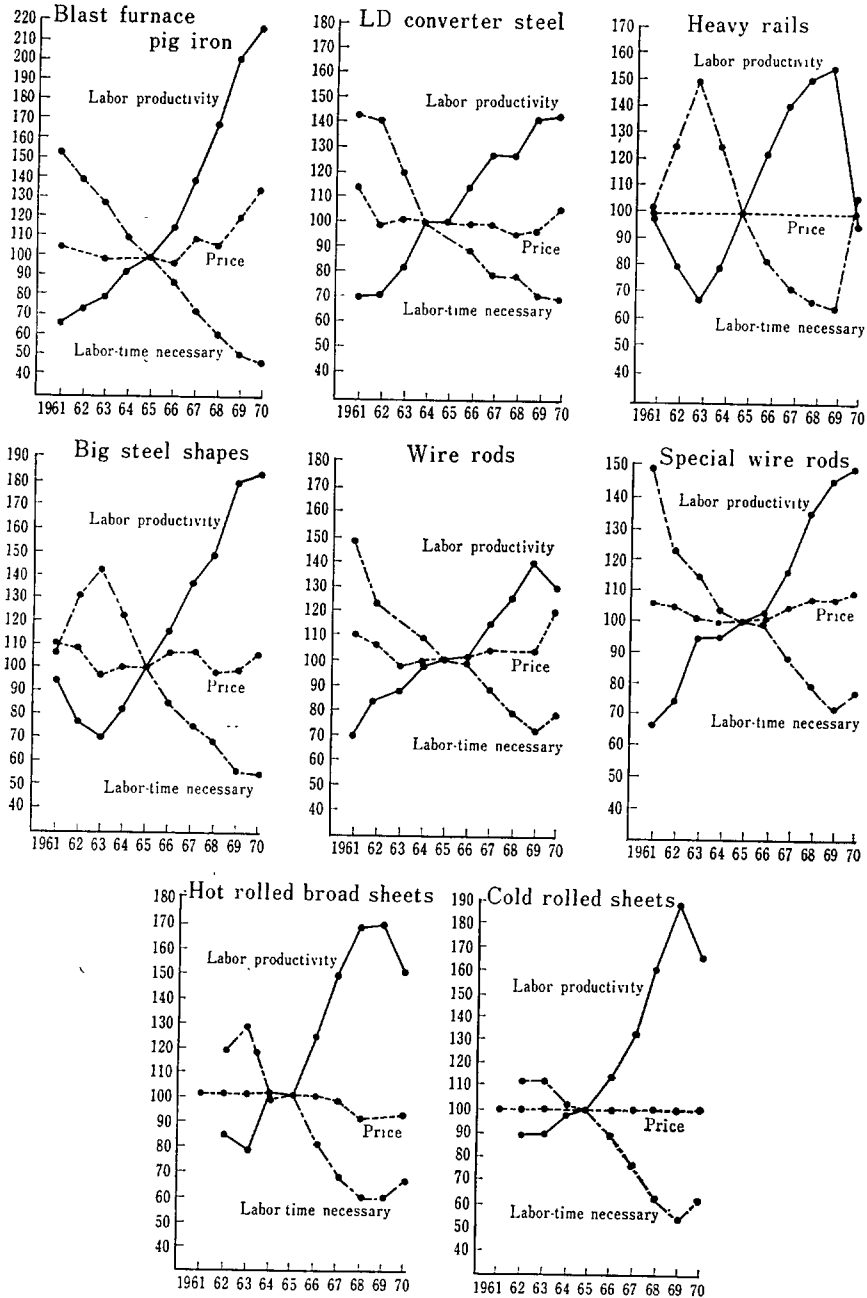 Blast furnace
pig iron
220
210
200
190
180
170
160
150
140
130
120
110
100
90
80
70
60
50
40
Labor productivity
Price
Labor-time necessary
1961 62 63 64 65 66 67 68 69 70
LD converter steel
180
170
160
150
140
130
120
110
100
90
80
70
60
50
40
Labor productivity
Price
Labor-time necessary
1961 62 63 64 65 66 67 68 69 70
Heavy rails
170
160
150
140
130
120
110
100
90
80
70
60
50
40
Labor productivity
Price
Labor-time necessary
1961 62 63 64 65 66 67 68 69 70
Big steel shapes
190
180
170
160
150
140
130
120
110
100
90
80
70
60
50
40
Labor productivity
Price
Labor-time necessary
1961 62 63 64 65 66 67 68 69 70
Wire rods
180
170
160
150
140
130
120
110
100
90
80
70
60
50
40
Labor productivity
Price
Labor-time necessary
1961 62 63 64 65 66 67 68 69 70
Special wire rods
150
140
130
120
110
100
90
80
70
60
50
40
Labor productivity
Price
Labor-time necessary
1961 62 63 64 65 66 67 68 69 70
Hot rolled broad sheets
180
170
160
150
140
130
120
110
100
90
80
70
60
50
40
Labor productivity
Price
Labor time necessary
1961 62 63 64 65 66 67 68 69 70
Cold rolled sheets
190
180
170
160
150
140
130
120
110
100
90
80
70
60
50
40
Labor productivity
Price
Labor-time necessary
1961 62 63 64 65 66 67 68 69 70